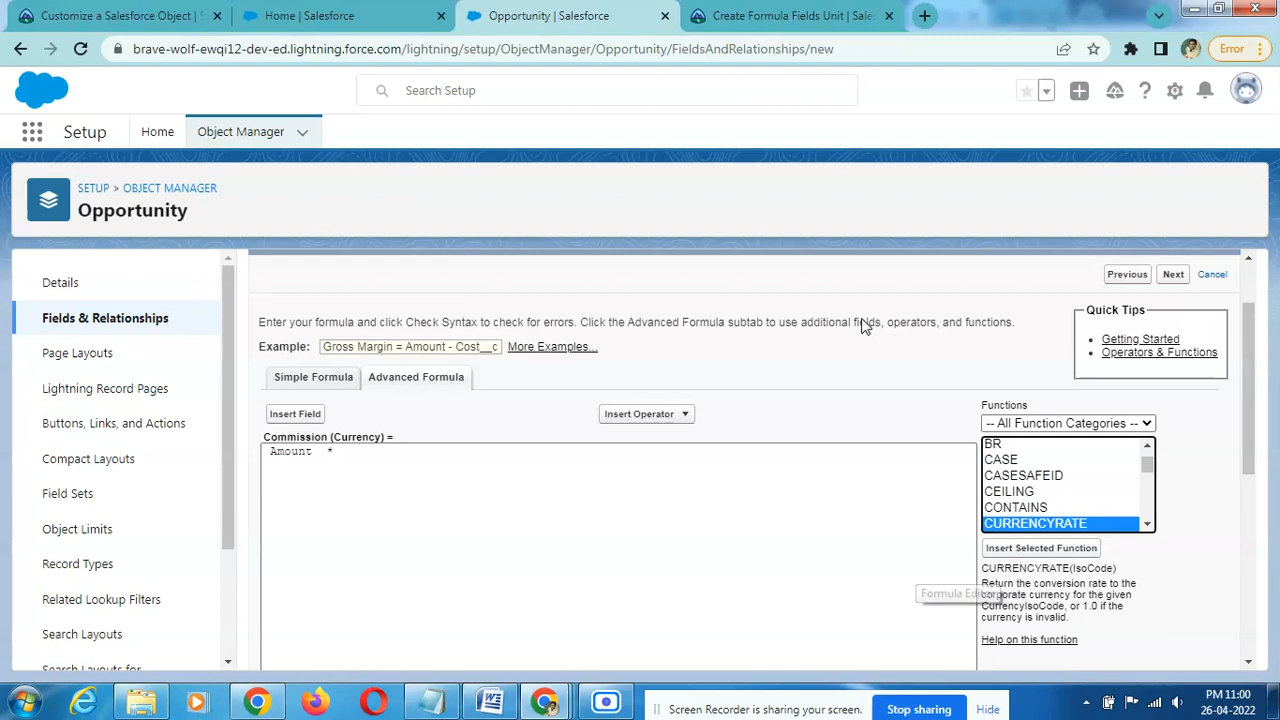 Customize a Salesforce Object | S
Home | Salesforce
Opportunity | Salesforce
Create Formula Fields Unit | Sales
brave-wolf-ewqi12-dev-ed.lightning.force.com/lightning/setup/ObjectManager/Opportunity/FieldsAndRelationships/new
Error
Search Setup
Setup
Home
Object Manager
SETUP > OBJECT MANAGER
Opportunity
Details
Fields & Relationships
Page Layouts
Lightning Record Pages
Buttons, Links, and Actions
Compact Layouts
Field Sets
Object Limits
Record Types
Related Lookup Filters
Search Layouts
Search Layouts for
Previous
Next
Cancel
Enter your formula and click Check Syntax to check for errors. Click the Advanced Formula subtab to use additional fields, operators, and functions.
Example: Gross Margin = Amount - Cost__c More Examples...
Quick Tips
• Getting Started
• Operators & Functions
Simple Formula
Advanced Formula
Insert Field
Insert Operator
Commission (Currency) =
Amount *
Functions
-- All Function Categories --
BR
CASE
CASESAFEID
CEILING
CONTAINS
CURRENCYRATE
Insert Selected Function
CURRENCYRATE(IsoCode)
Return the conversion rate to the
corporate currency for the given
CurrencyIsoCode, or 1.0 if the
currency is invalid.
Help on this function
Screen Recorder is sharing your screen.
Stop sharing
Hide
PM 11:00
26-04-2022